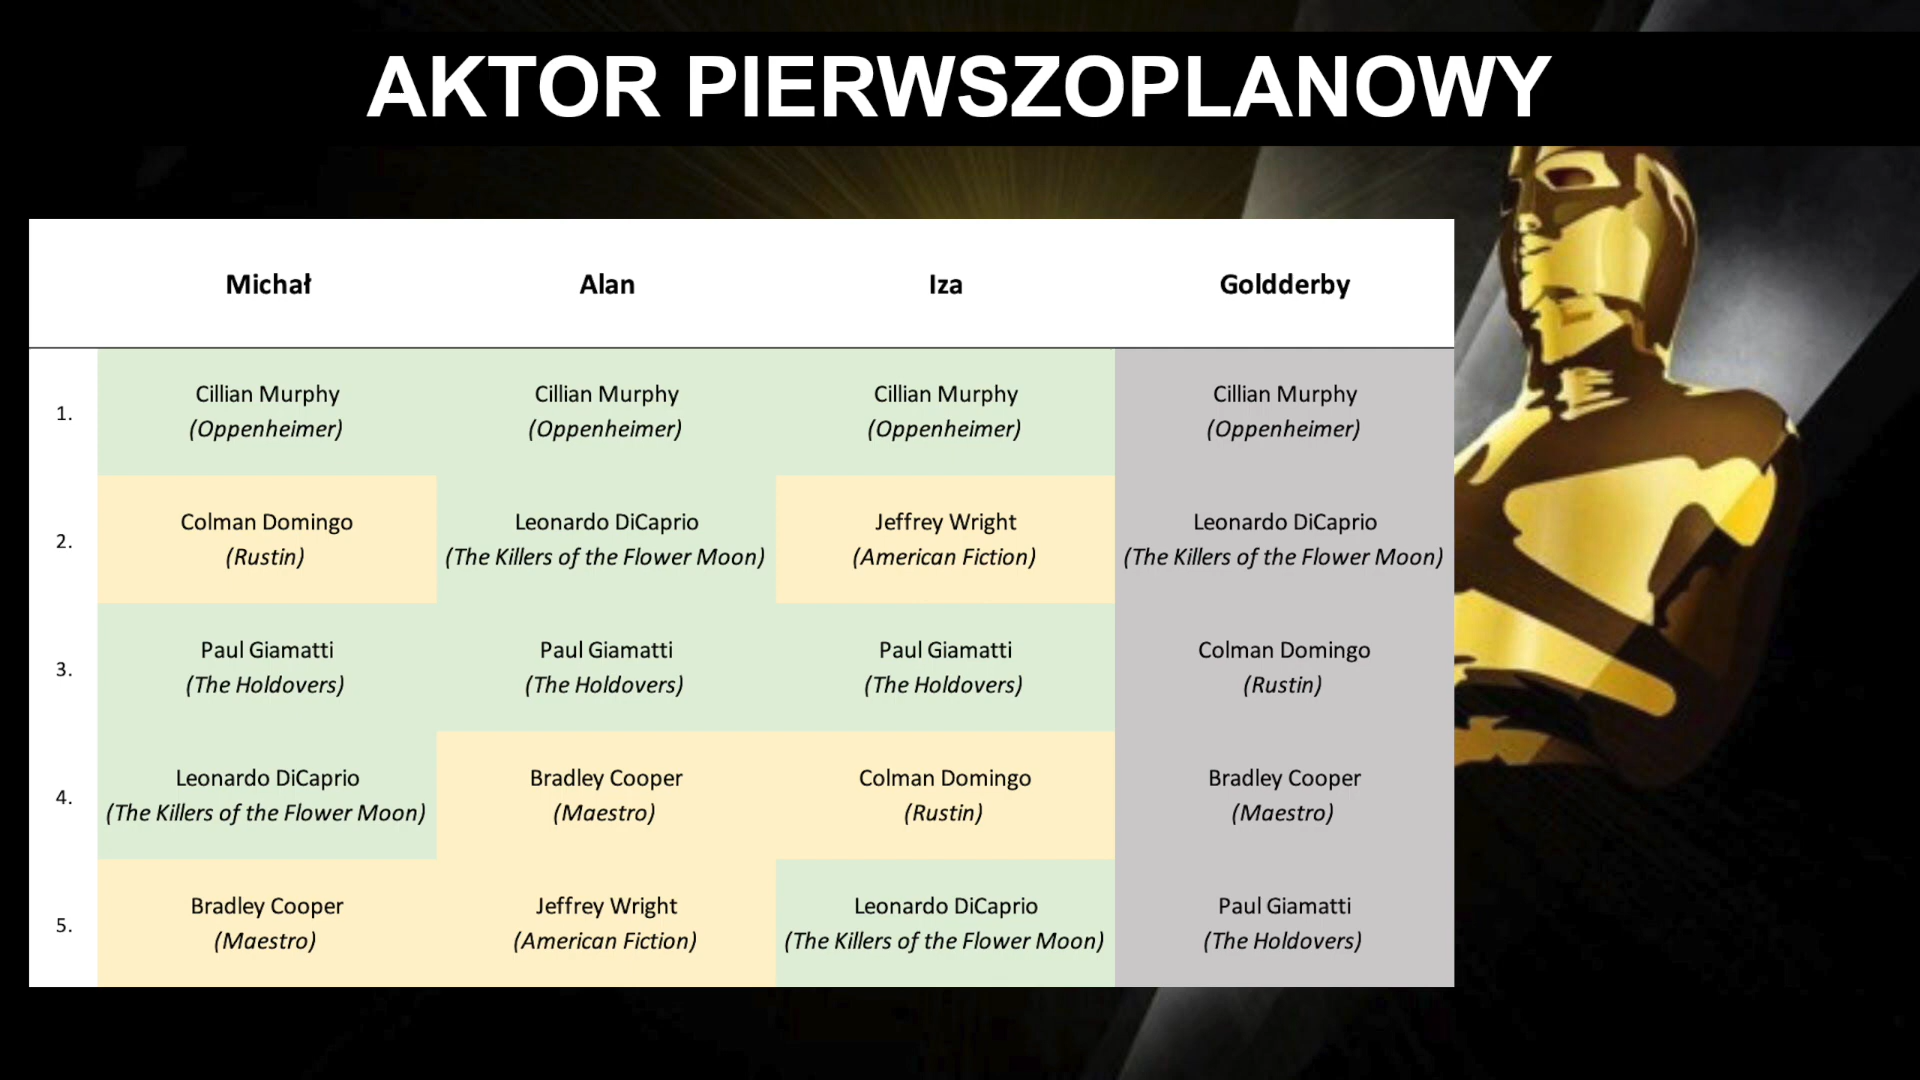 AKTOR PIERWSZOPLANOWY
Michał Alan Iza Goldderby
1. Cillian Murphy Cillian Murphy Cillian Murphy Cillian Murphy
(Oppenheimer) (Oppenheimer) (Oppenheimer) (Oppenheimer)
2. Colman Domingo Leonardo DiCaprio Jeffrey Wright Leonardo DiCaprio
(Rustin) (The Killers of the Flower Moon) (American Fiction) (The Killers of the Flower Moon)
3. Paul Giamatti Paul Giamatti Paul Giamatti Colman Domingo
(The Holdovers) (The Holdovers) (The Holdovers) (Rustin)
4. Leonardo DiCaprio Bradley Cooper Colman Domingo Bradley Cooper
(The Killers of the Flower Moon) (Maestro) (Rustin) (Maestro)
5. Bradley Cooper Jeffrey Wright Leonardo DiCaprio Paul Giamatti
(Maestro) (American Fiction) (The Killers of the Flower Moon) (The Holdovers)